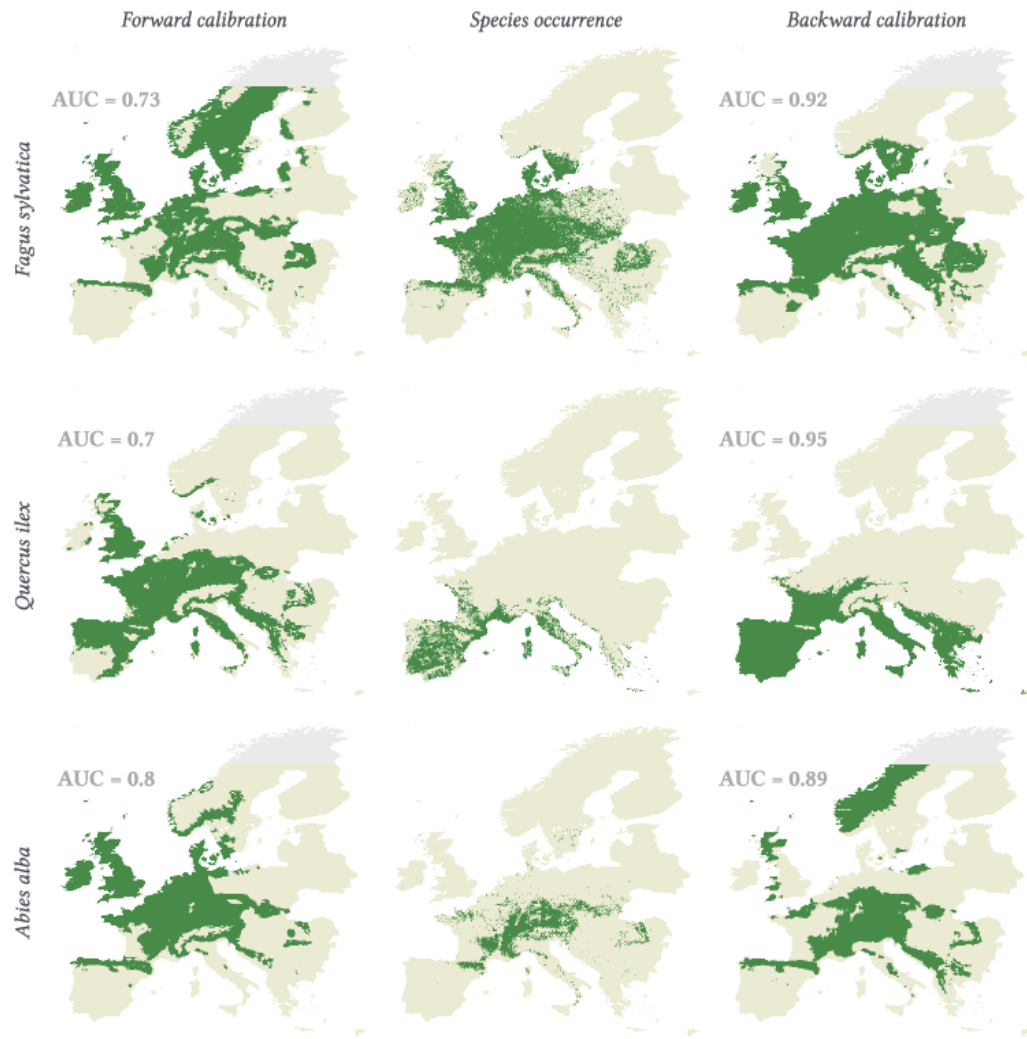 Forward calibration
Species occurrence
Backward calibration
Fagus sylvatica
AUC = 0.73
AUC = 0.92
Quercus ilex
AUC = 0.7
AUC = 0.95
Abies alba
AUC = 0.8
AUC = 0.89